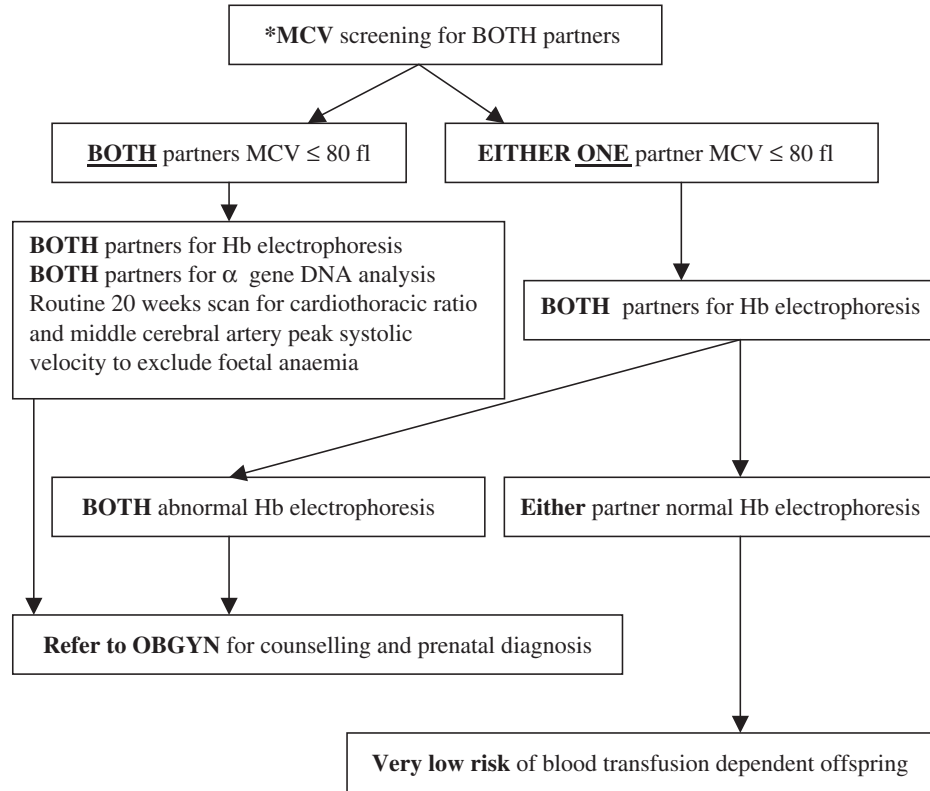 *MCV screening for BOTH partners
BOTH partners MCV ≤ 80 fl
EITHER ONE partner MCV ≤ 80 fl
BOTH partners for Hb electrophoresis
BOTH partners for α gene DNA analysis
Routine 20 weeks scan for cardiothoracic ratio
and middle cerebral artery peak systolic
velocity to exclude foetal anaemia
BOTH partners for Hb electrophoresis
BOTH abnormal Hb electrophoresis
Either partner normal Hb electrophoresis
Refer to OBGYN for counselling and prenatal diagnosis
Very low risk of blood transfusion dependent offspring